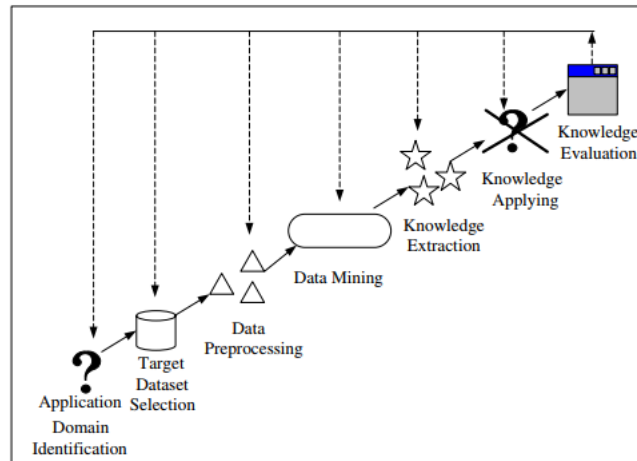 Application
Domain
Identification
Target
Dataset
Selection
Data
Preprocessing
Data Mining
Knowledge
Extraction
Knowledge
Applying
Knowledge
Evaluation